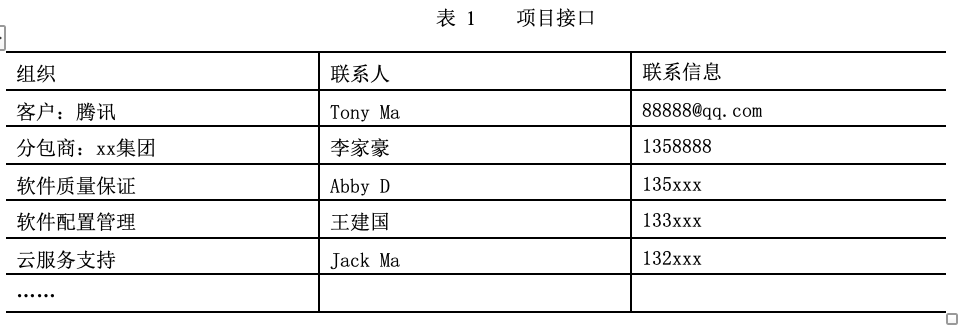 表 1 项目接口
组织 联系人 联系信息
客户：腾讯 Tony Ma 88888@qq.com
分包商：xx集团 李家豪 1358888
软件质量保证 Abby D 135xxx
软件配置管理 王建国 133xxx
云服务支持 Jack Ma 132xxx
……